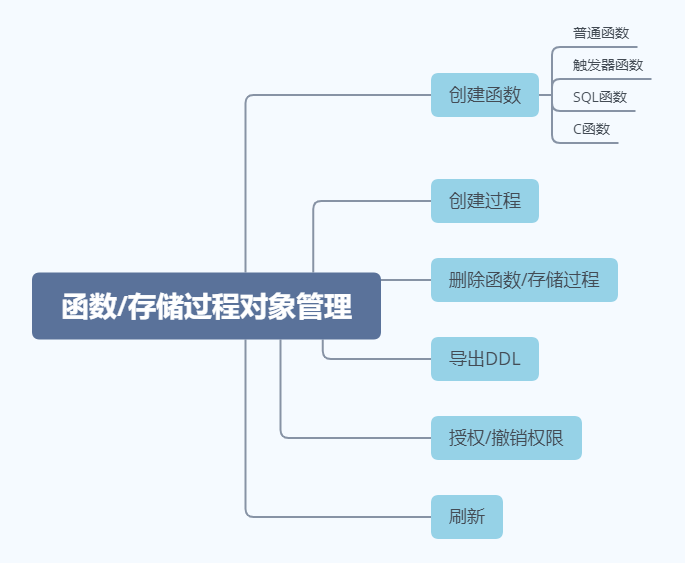 普通函数
触发器函数
创建函数
SQL函数
C函数
创建过程
删除函数/存储过程
函数/存储过程对象管理
导出DDL
授权/撤销权限
刷新